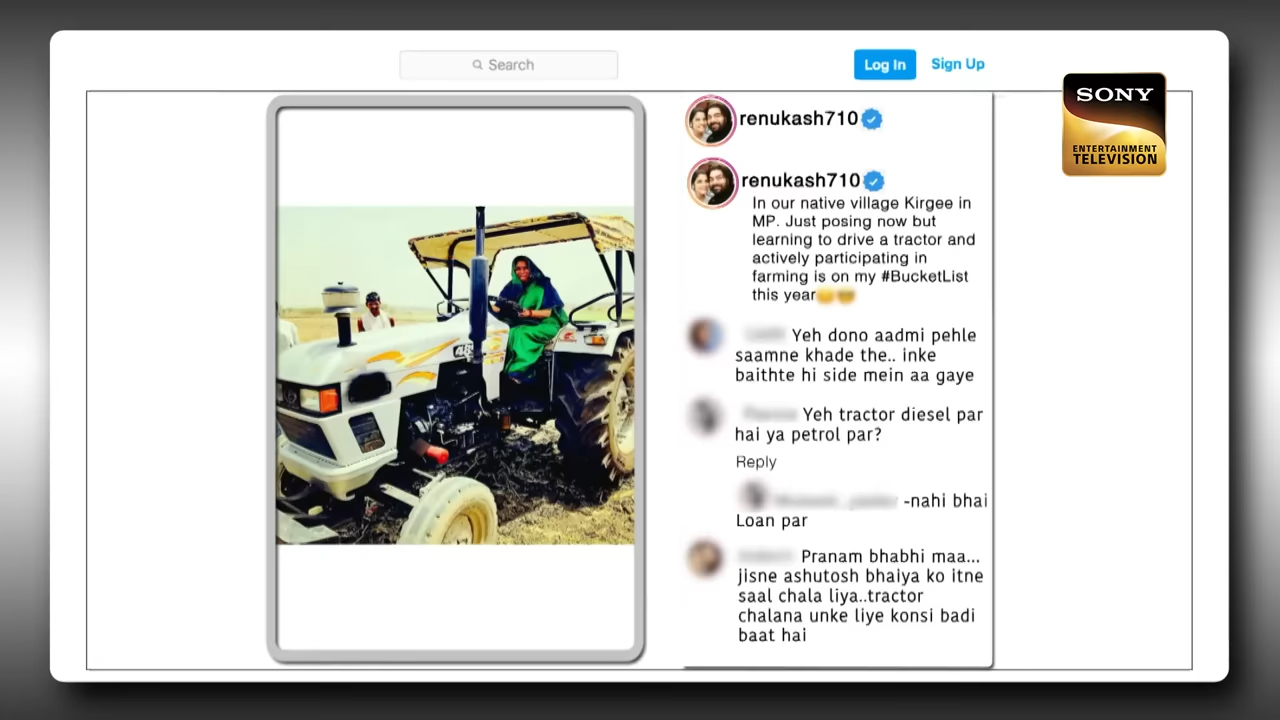 Search
Log In
Sign Up
SONY
ENTERTAINMENT
TELEVISION
renukash710
renukash710
In our native village Kirgee in
MP. Just posing now but
learning to drive a tractor and
actively participating in
farming is on my #BucketList
this year
Yeh dono aadmi pehle
saamne khade the.. inke
baithte hi side mein aa gaye
Yeh tractor diesel par
hai ya petrol par?
Reply
-nahi bhai
Loan par
Pranam bhabhi maa...
jisne ashutosh bhaiya ko itne
saal chala liya..tractor
chalana unke liye konsi badi
baat hai